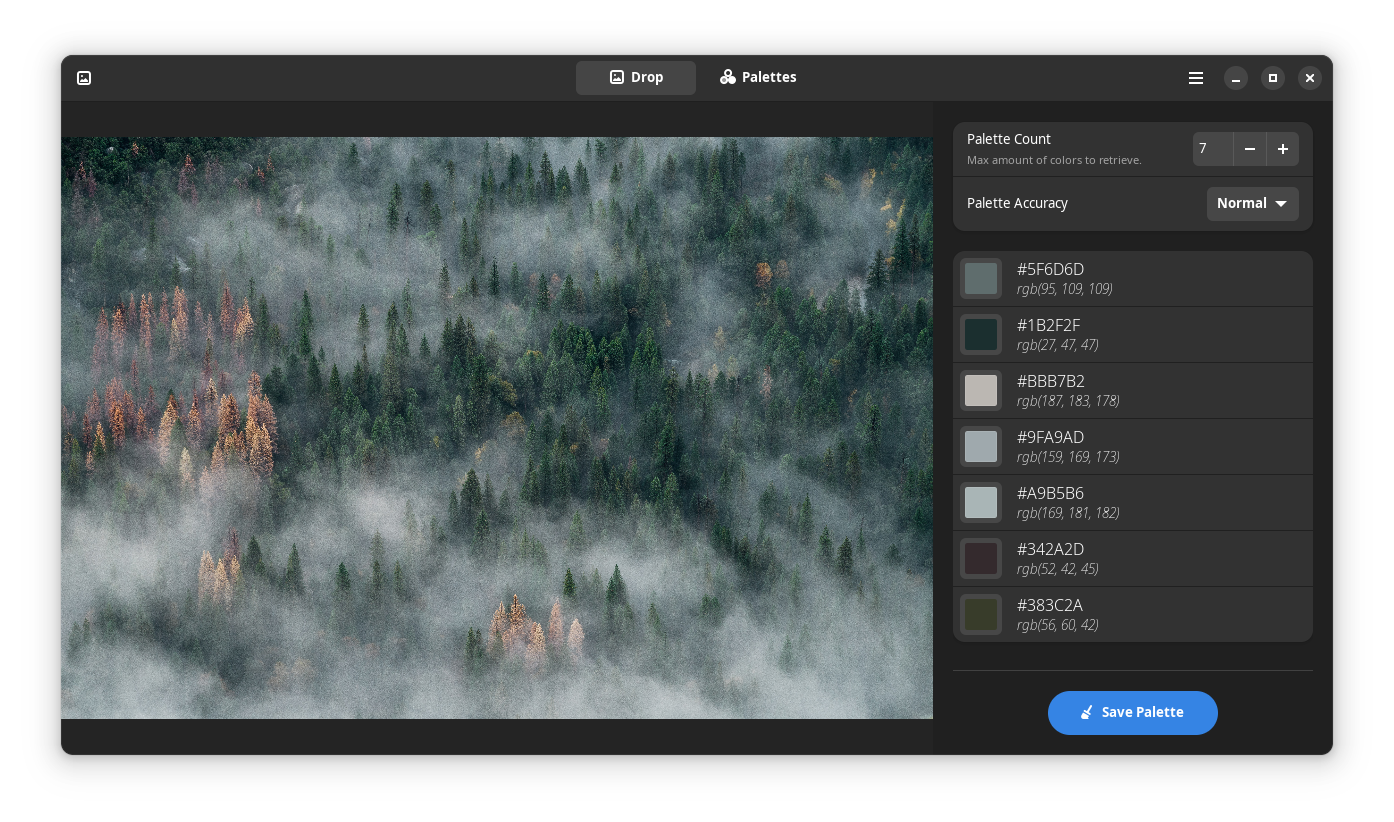 Drop
Palettes
Palette Count
Max amount of colors to retrieve.
7
Palette Accuracy
Normal
#5F6D6D
rgb(95, 109, 109)
#1B2F2F
rgb(27, 47, 47)
#BBB7B2
rgb(187, 183, 178)
#9FA9AD
rgb(159, 169, 173)
#A9B5B6
rgb(169, 181, 182)
#342A2D
rgb(52, 42, 45)
#383C2A
rgb(56, 60, 42)
Save Palette